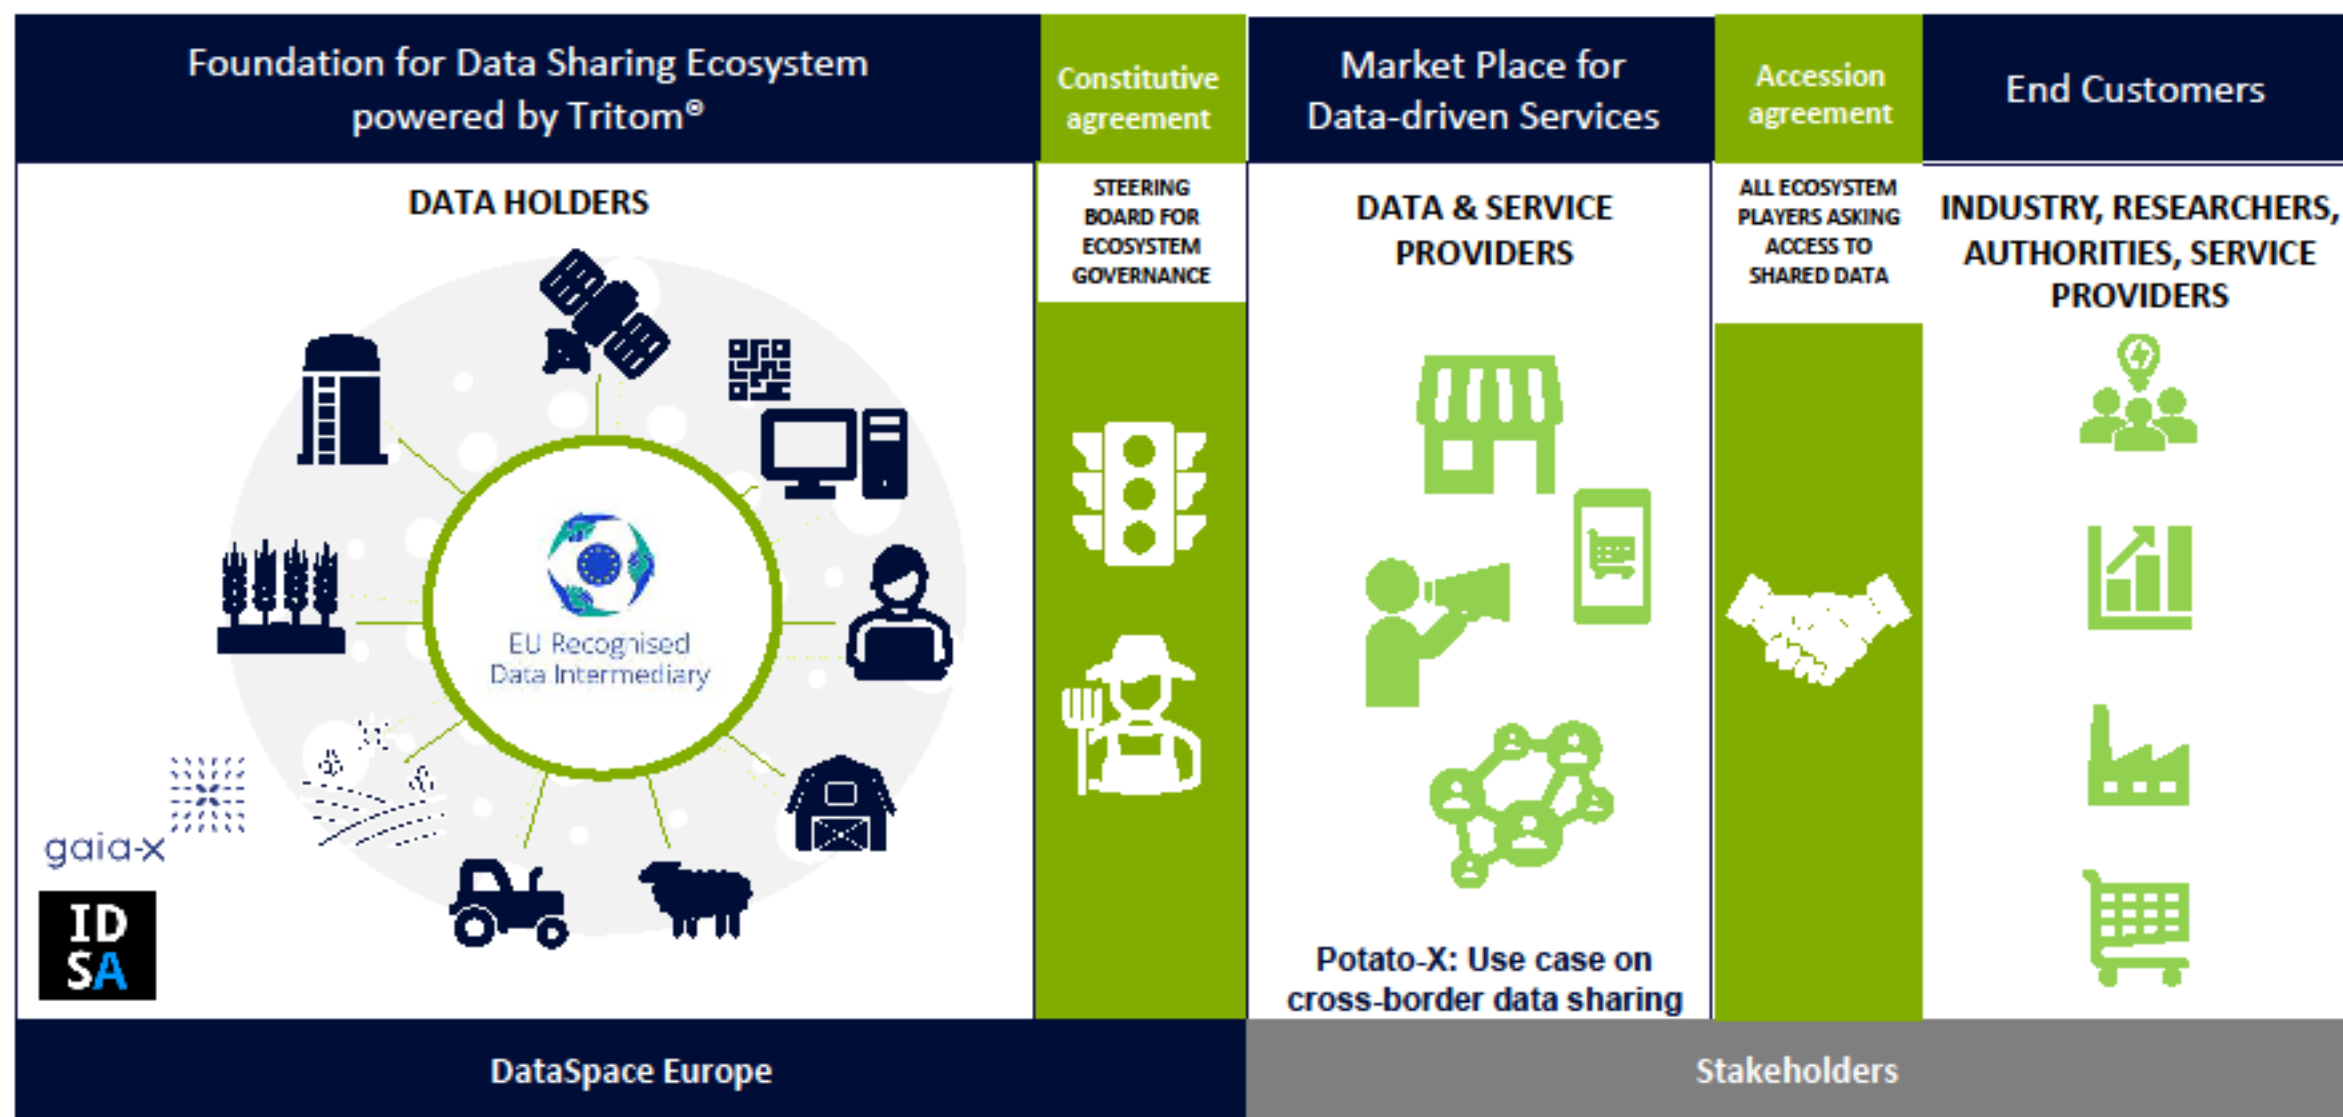 Foundation for Data Sharing Ecosystem
powered by Tritom®
Constitutive
agreement
Market Place for
Data-driven Services
Accession
agreement
End Customers
DATA HOLDERS
EU Recognised
Data Intermediary
gaia-x
ID
SA
STEERING
BOARD FOR
ECOSYSTEM
GOVERNANCE
DATA & SERVICE
PROVIDERS
Potato-X: Use case on
cross-border data sharing
ALL ECOSYSTEM
PLAYERS ASKING
ACCESS TO
SHARED DATA
INDUSTRY, RESEARCHERS,
AUTHORITIES, SERVICE
PROVIDERS
DataSpace Europe
Stakeholders